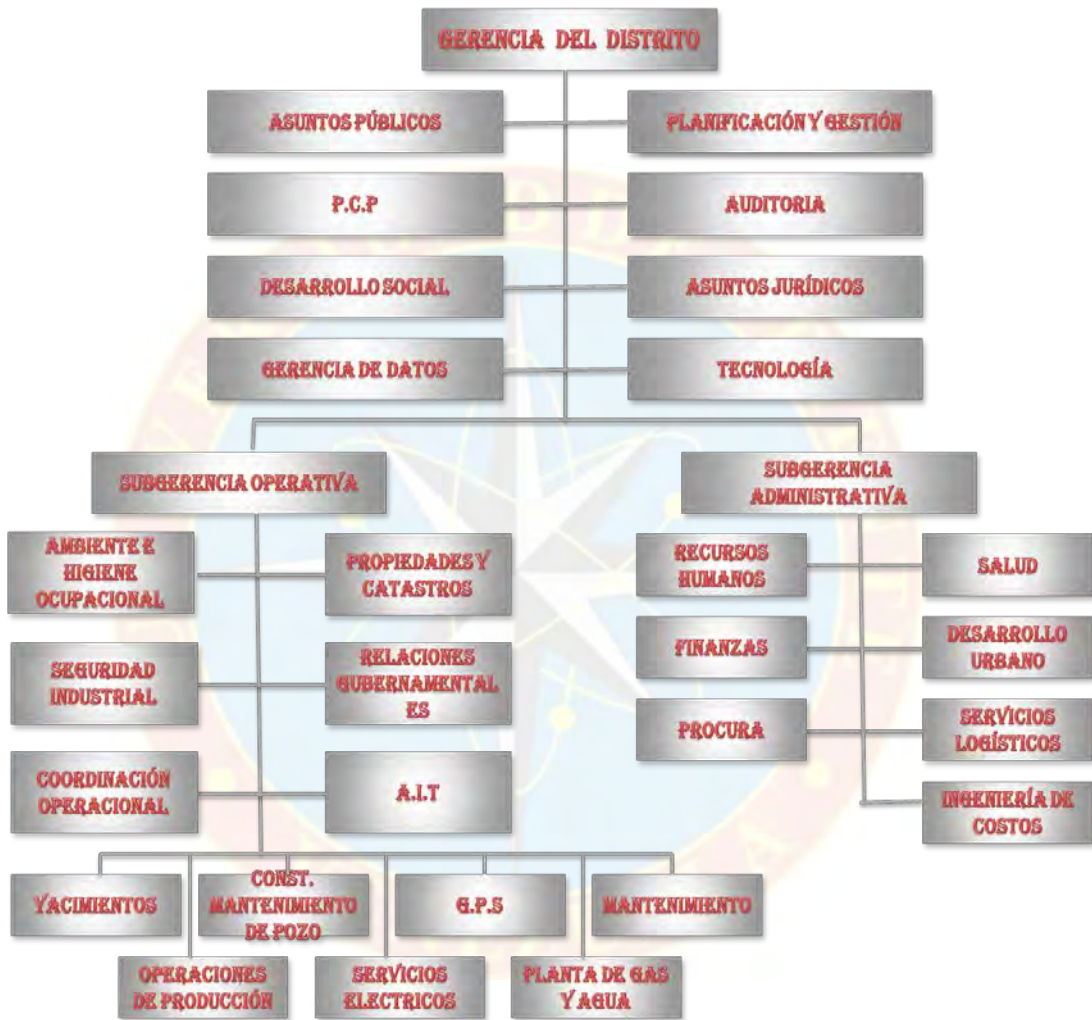 GERENCIA DEL DISTRITO
ASUNTOS PÚBLICOS
PLANIFICACIÓN Y GESTIÓN
P.C.P
AUDITORIA
DESARROLLO SOCIAL
ASUNTOS JURÍDICOS
GERENCIA DE DATOS
TECNOLOGÍA
SUBGERENCIA OPERATIVA
SUBGERENCIA
ADMINISTRATIVA
AMBIENTE E
HIGIENE
OCUPACIONAL
PROPIEDADES Y
CATASTROS
RECURSOS
HUMANOS
SALUD
SEGURIDAD
INDUSTRIAL
RELACIONES
GUBERNAMENTAL
ES
FINANZAS
DESARROLLO
URBANO
PROCURA
SERVICIOS
LOGÍSTICOS
COORDINACIÓN
OPERACIONAL
A.I.T
INGENIERÍA DE
COSTOS
YACIMIENTOS
CONST.
MANTENIMIENTO
DE POZO
G.P.S
MANTENIMIENTO
OPERACIONES
DE PRODUCCIÓN
SERVICIOS
ELECTRICOS
PLANTA DE GAS
Y AGUA